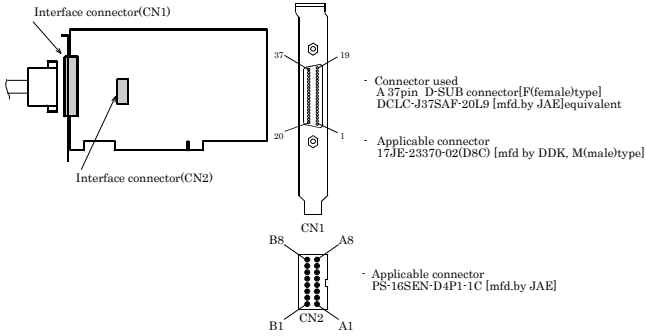 Interface connector(CN1)
37
19
20
1
CN1
- Connector used
A 37pin D-SUB connector[F(female)type]
DCLC-J37SAF-20L9 [mfd.by JAE]equivalent
- Applicable connector
17JE-23370-02(D8C) [mfd by DDK, M(male)type]
Interface connector(CN2)
B8
A8
B1
CN2
A1
- Applicable connector
PS-16SEN-D4P1-1C [mfd.by JAE]